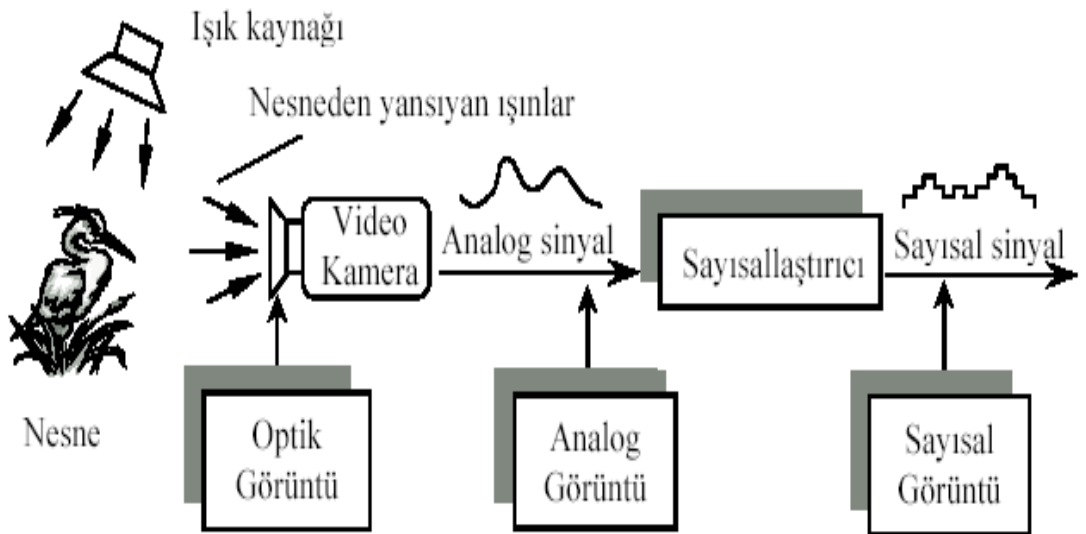 Işık kaynağı
Nesneden yansıyan ışınlar
Video
Kamera
Analog sinyal
Sayısallaştırıcı
Sayısal sinyal
Nesne
Optik
Görüntü
Analog
Görüntü
Sayısal
Görüntü